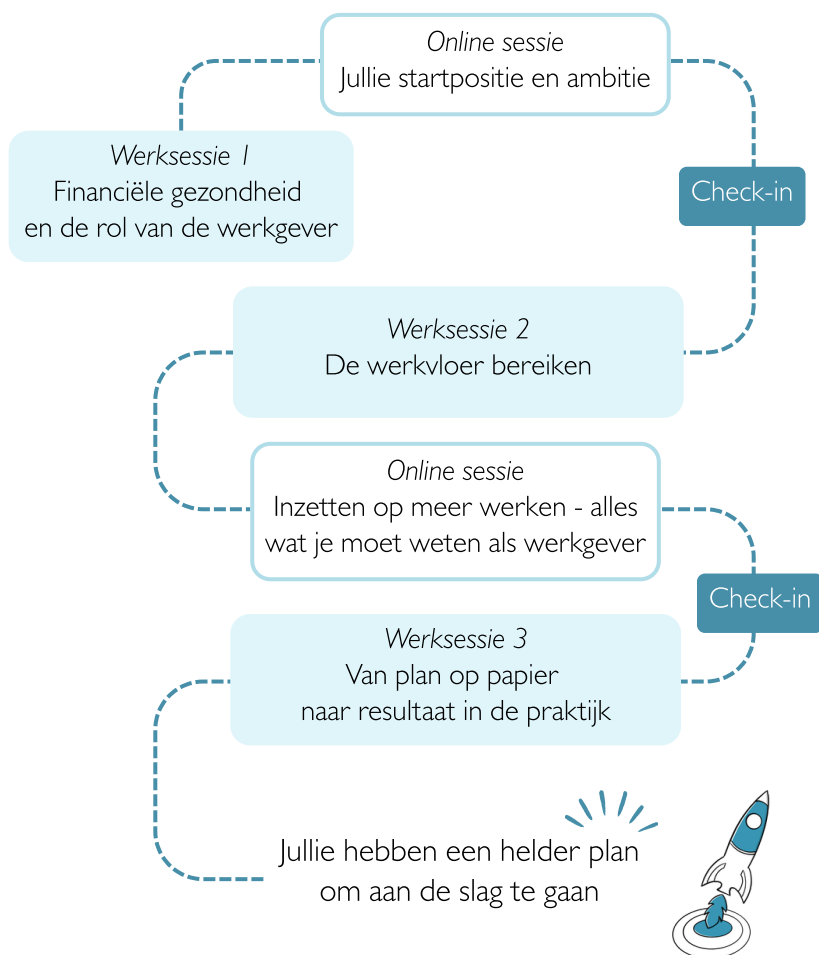 Online sessie
Jullie startpositie en ambitie
Werksessie 1
Financiële gezondheid
en de rol van de werkgever
Check-in
Werksessie 2
De werkvloer bereiken
Online sessie
Inzetten op meer werken - alles
wat je moet weten als werkgever
Check-in
Werksessie 3
Van plan op papier
naar resultaat in de praktijk
Jullie hebben een helder plan
om aan de slag te gaan